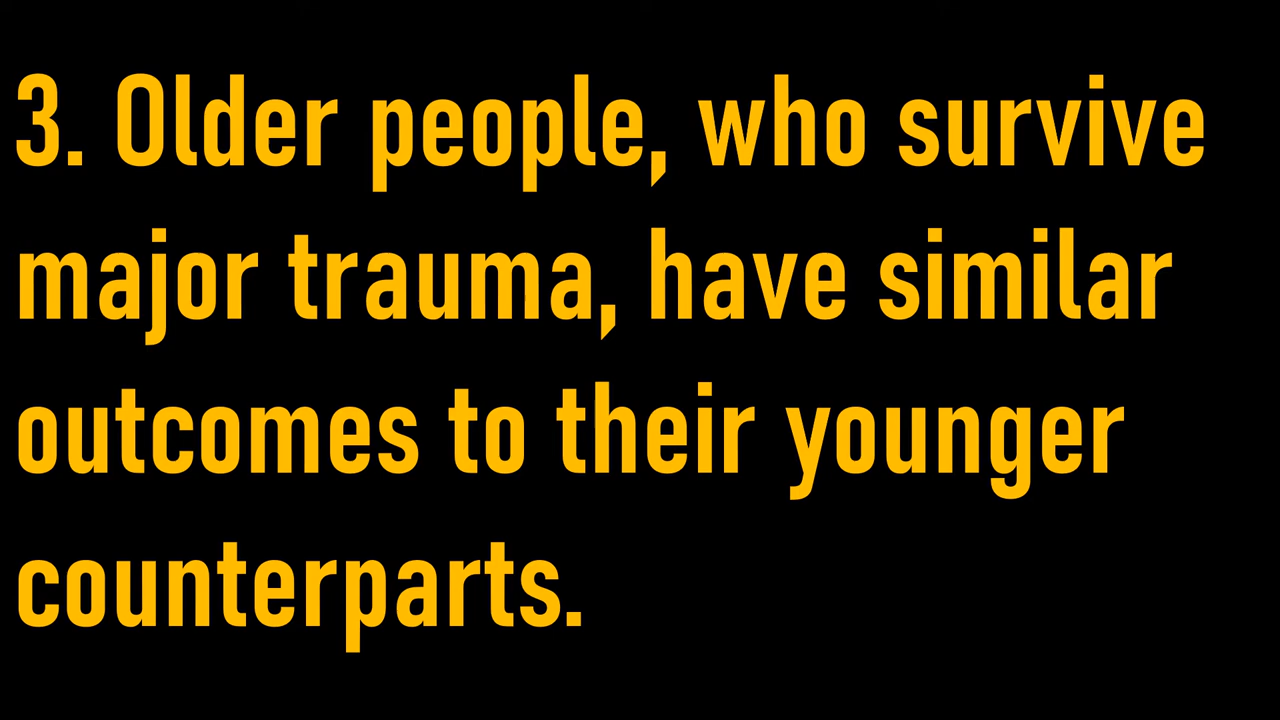 3. Older people, who survive
major trauma, have similar
outcomes to their younger
counterparts.